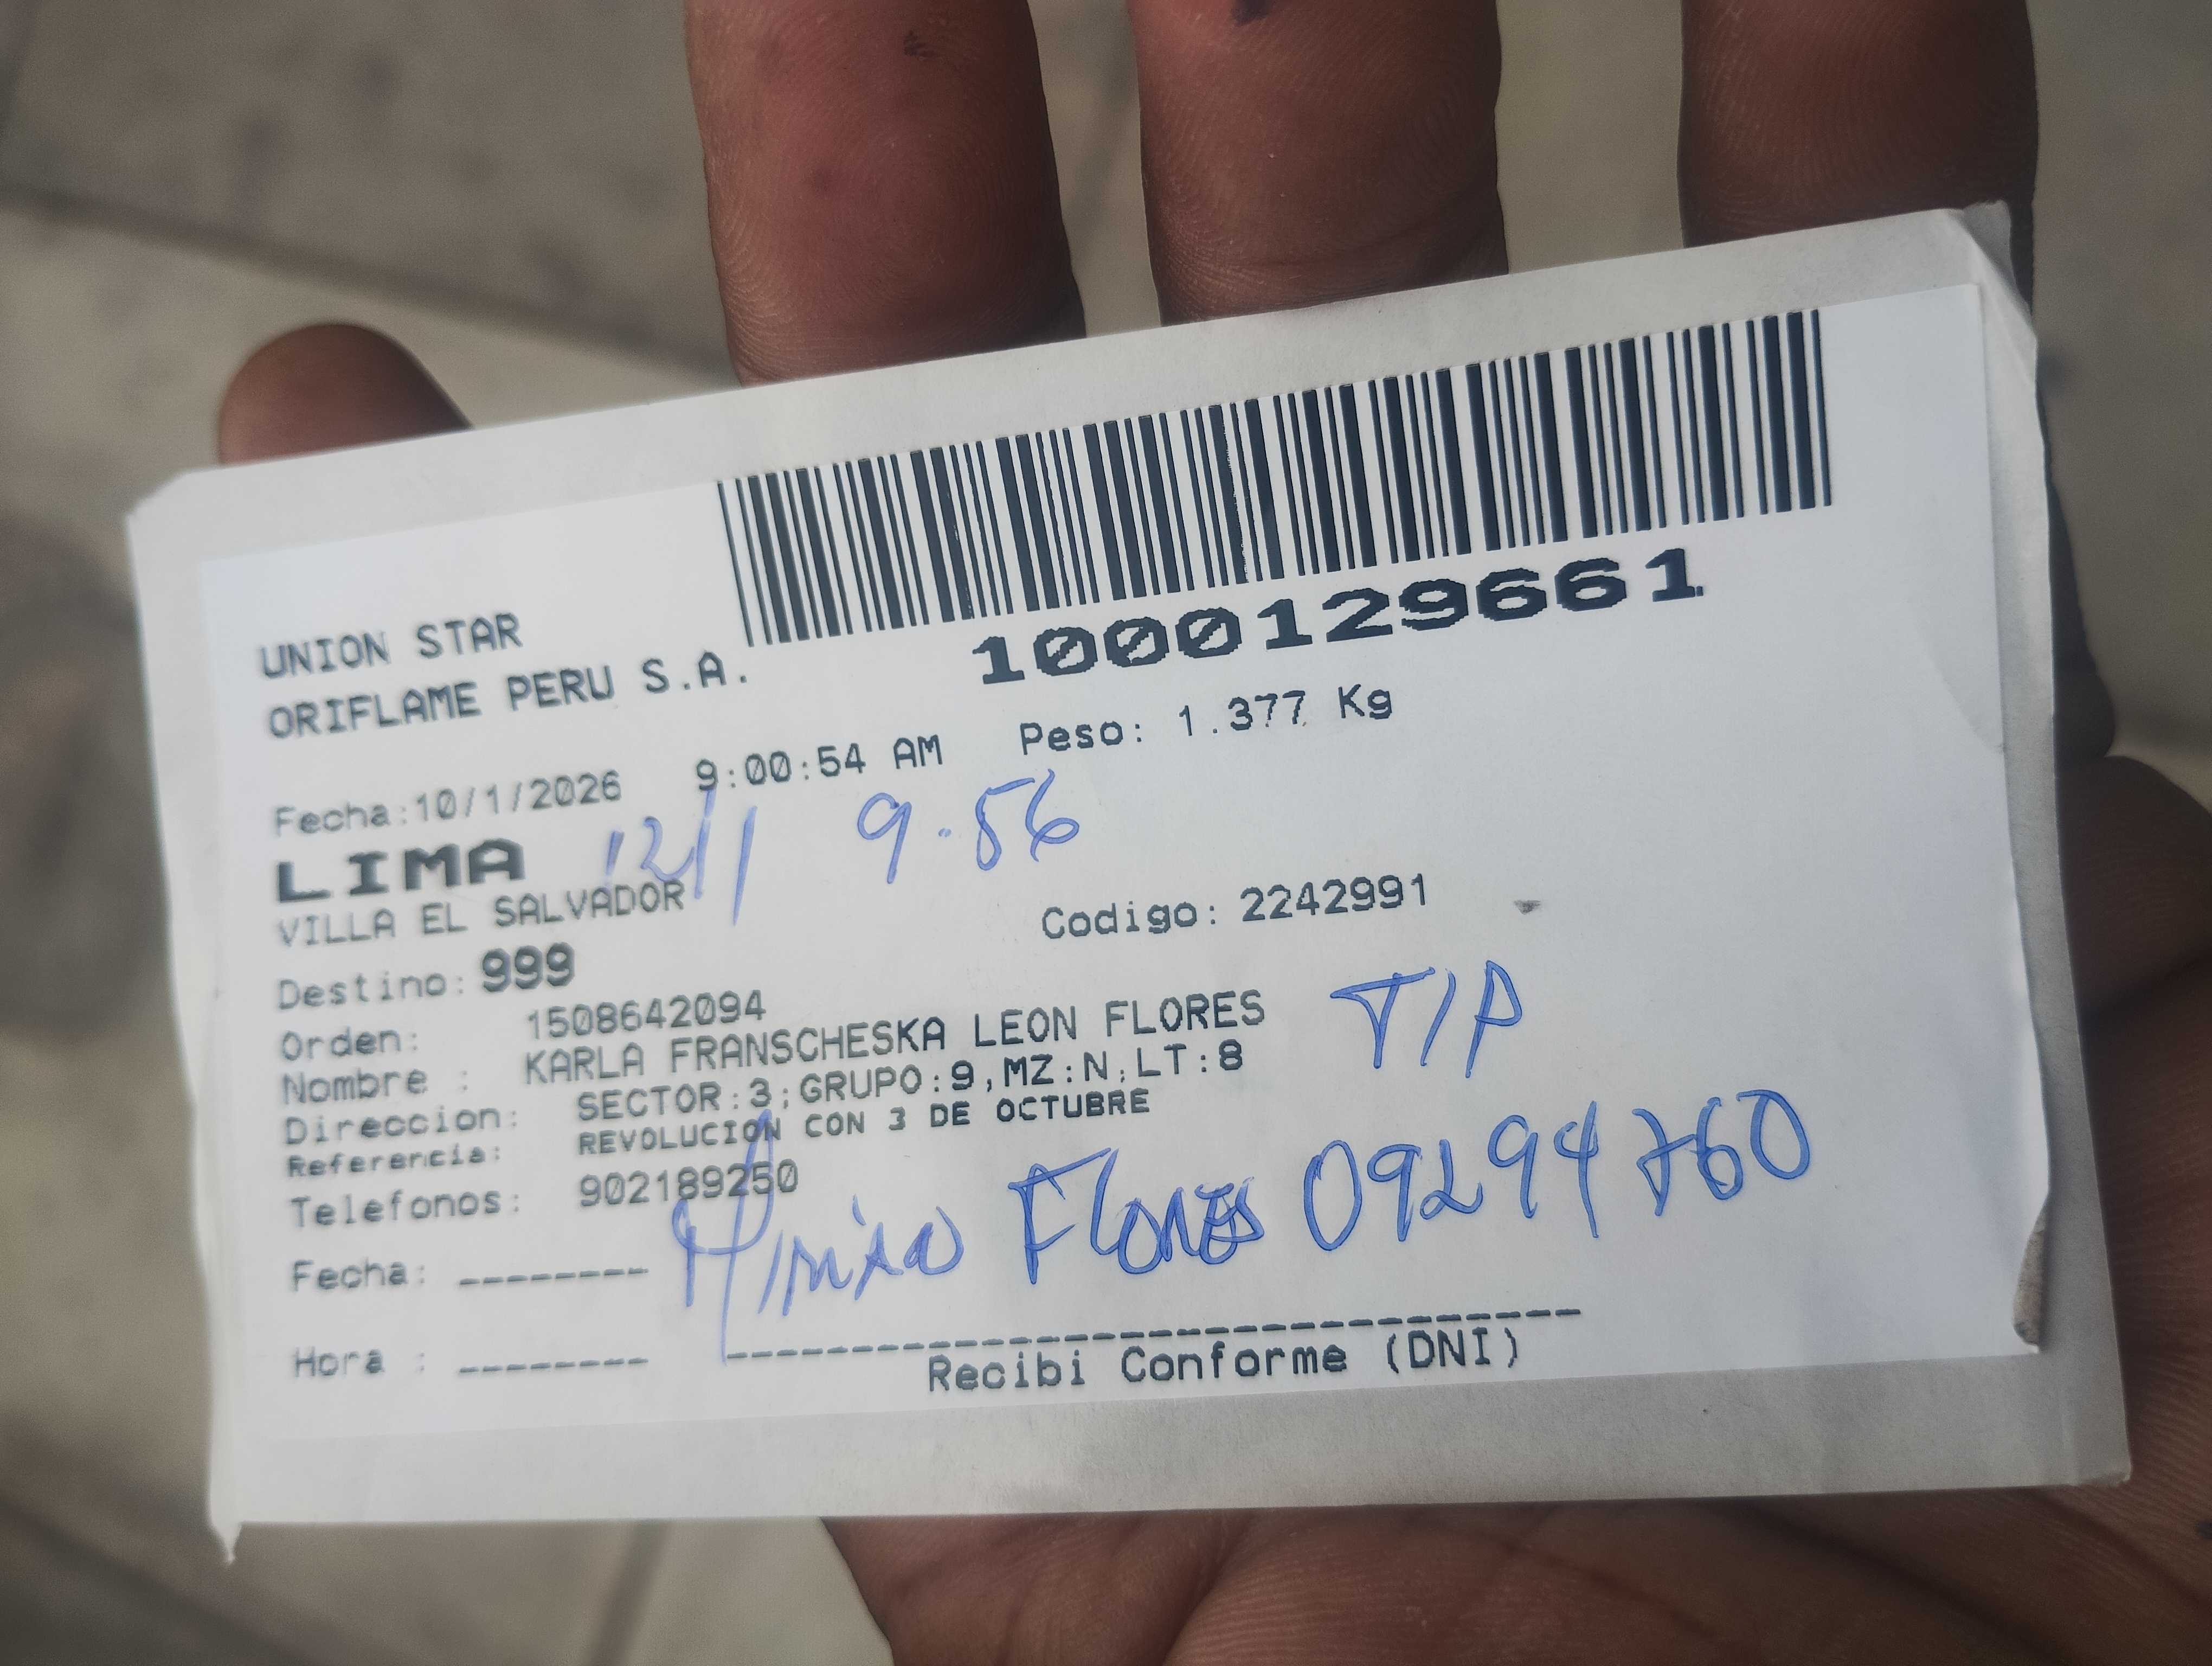 1000129661
UNION STAR
ORIFLAME PERU S.A.
Fecha:10/1/2026 9:00:54 AM Peso: 1.377 Kg
12/1 9.56
LIMA
VILLA EL SALVADOR
Codigo: 2242991
Destino: 999
Orden: 1508642094
Nombre : KARLA FRANSCHESKA LEON FLORES
TIA
Direccion: SECTOR:3;GRUPO:9,MZ:N,LT:8
Referencia: REVOLUCION CON 3 DE OCTUBRE
Telefonos: 902189250
Flores 09294760
Fecha: --------
Hora : --------
Recibi Conforme (DNI)